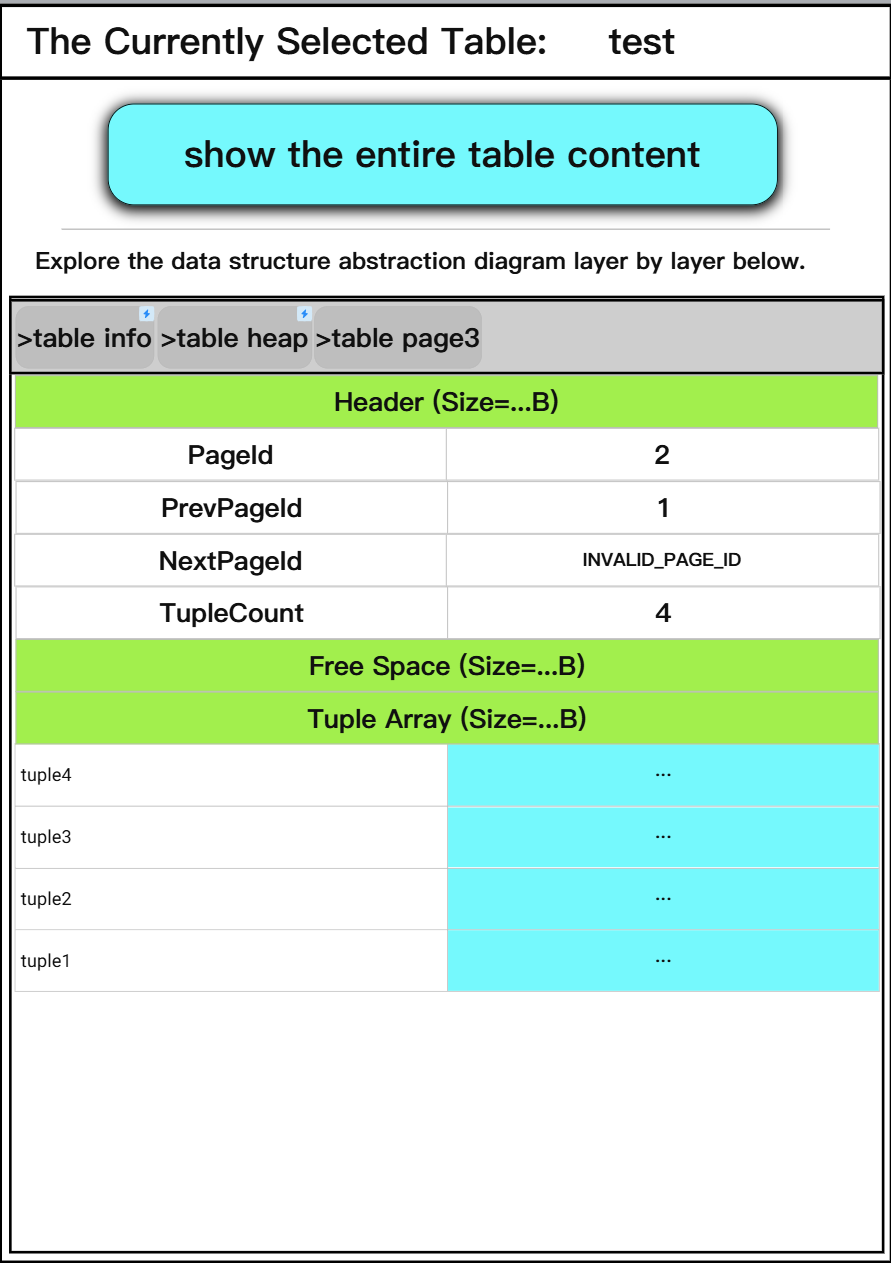 The Currently Selected Table: test
show the entire table content
Explore the data structure abstraction diagram layer by layer below.
>table info >table heap >table page3
Header (Size=...B)
PageId 2
PrevPageId 1
NextPageId INVALID_PAGE_ID
TupleCount 4
Free Space (Size=...B)
Tuple Array (Size=...B)
tuple4 ...
tuple3 ...
tuple2 ...
tuple1 ...